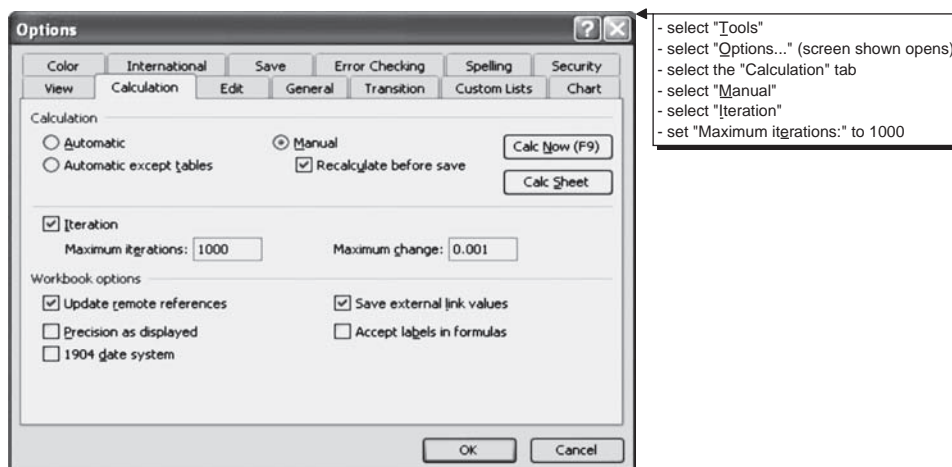 Options
Color International Save Error Checking Spelling Security
View Calculation Edit General Transition Custom Lists Chart
Calculation
Automatic Manual Calc Now (F9)
Automatic except tables Recalculate before save
Calc Sheet
Iteration
Maximum iterations: 1000 Maximum change: 0.001
Workbook options
Update remote references Save external link values
Precision as displayed Accept labels in formulas
1904 date system
OK Cancel
- select "Tools"
- select "Options..." (screen shown opens)
- select the "Calculation" tab
- select "Manual"
- select "Iteration"
- set "Maximum iterations:" to 1000